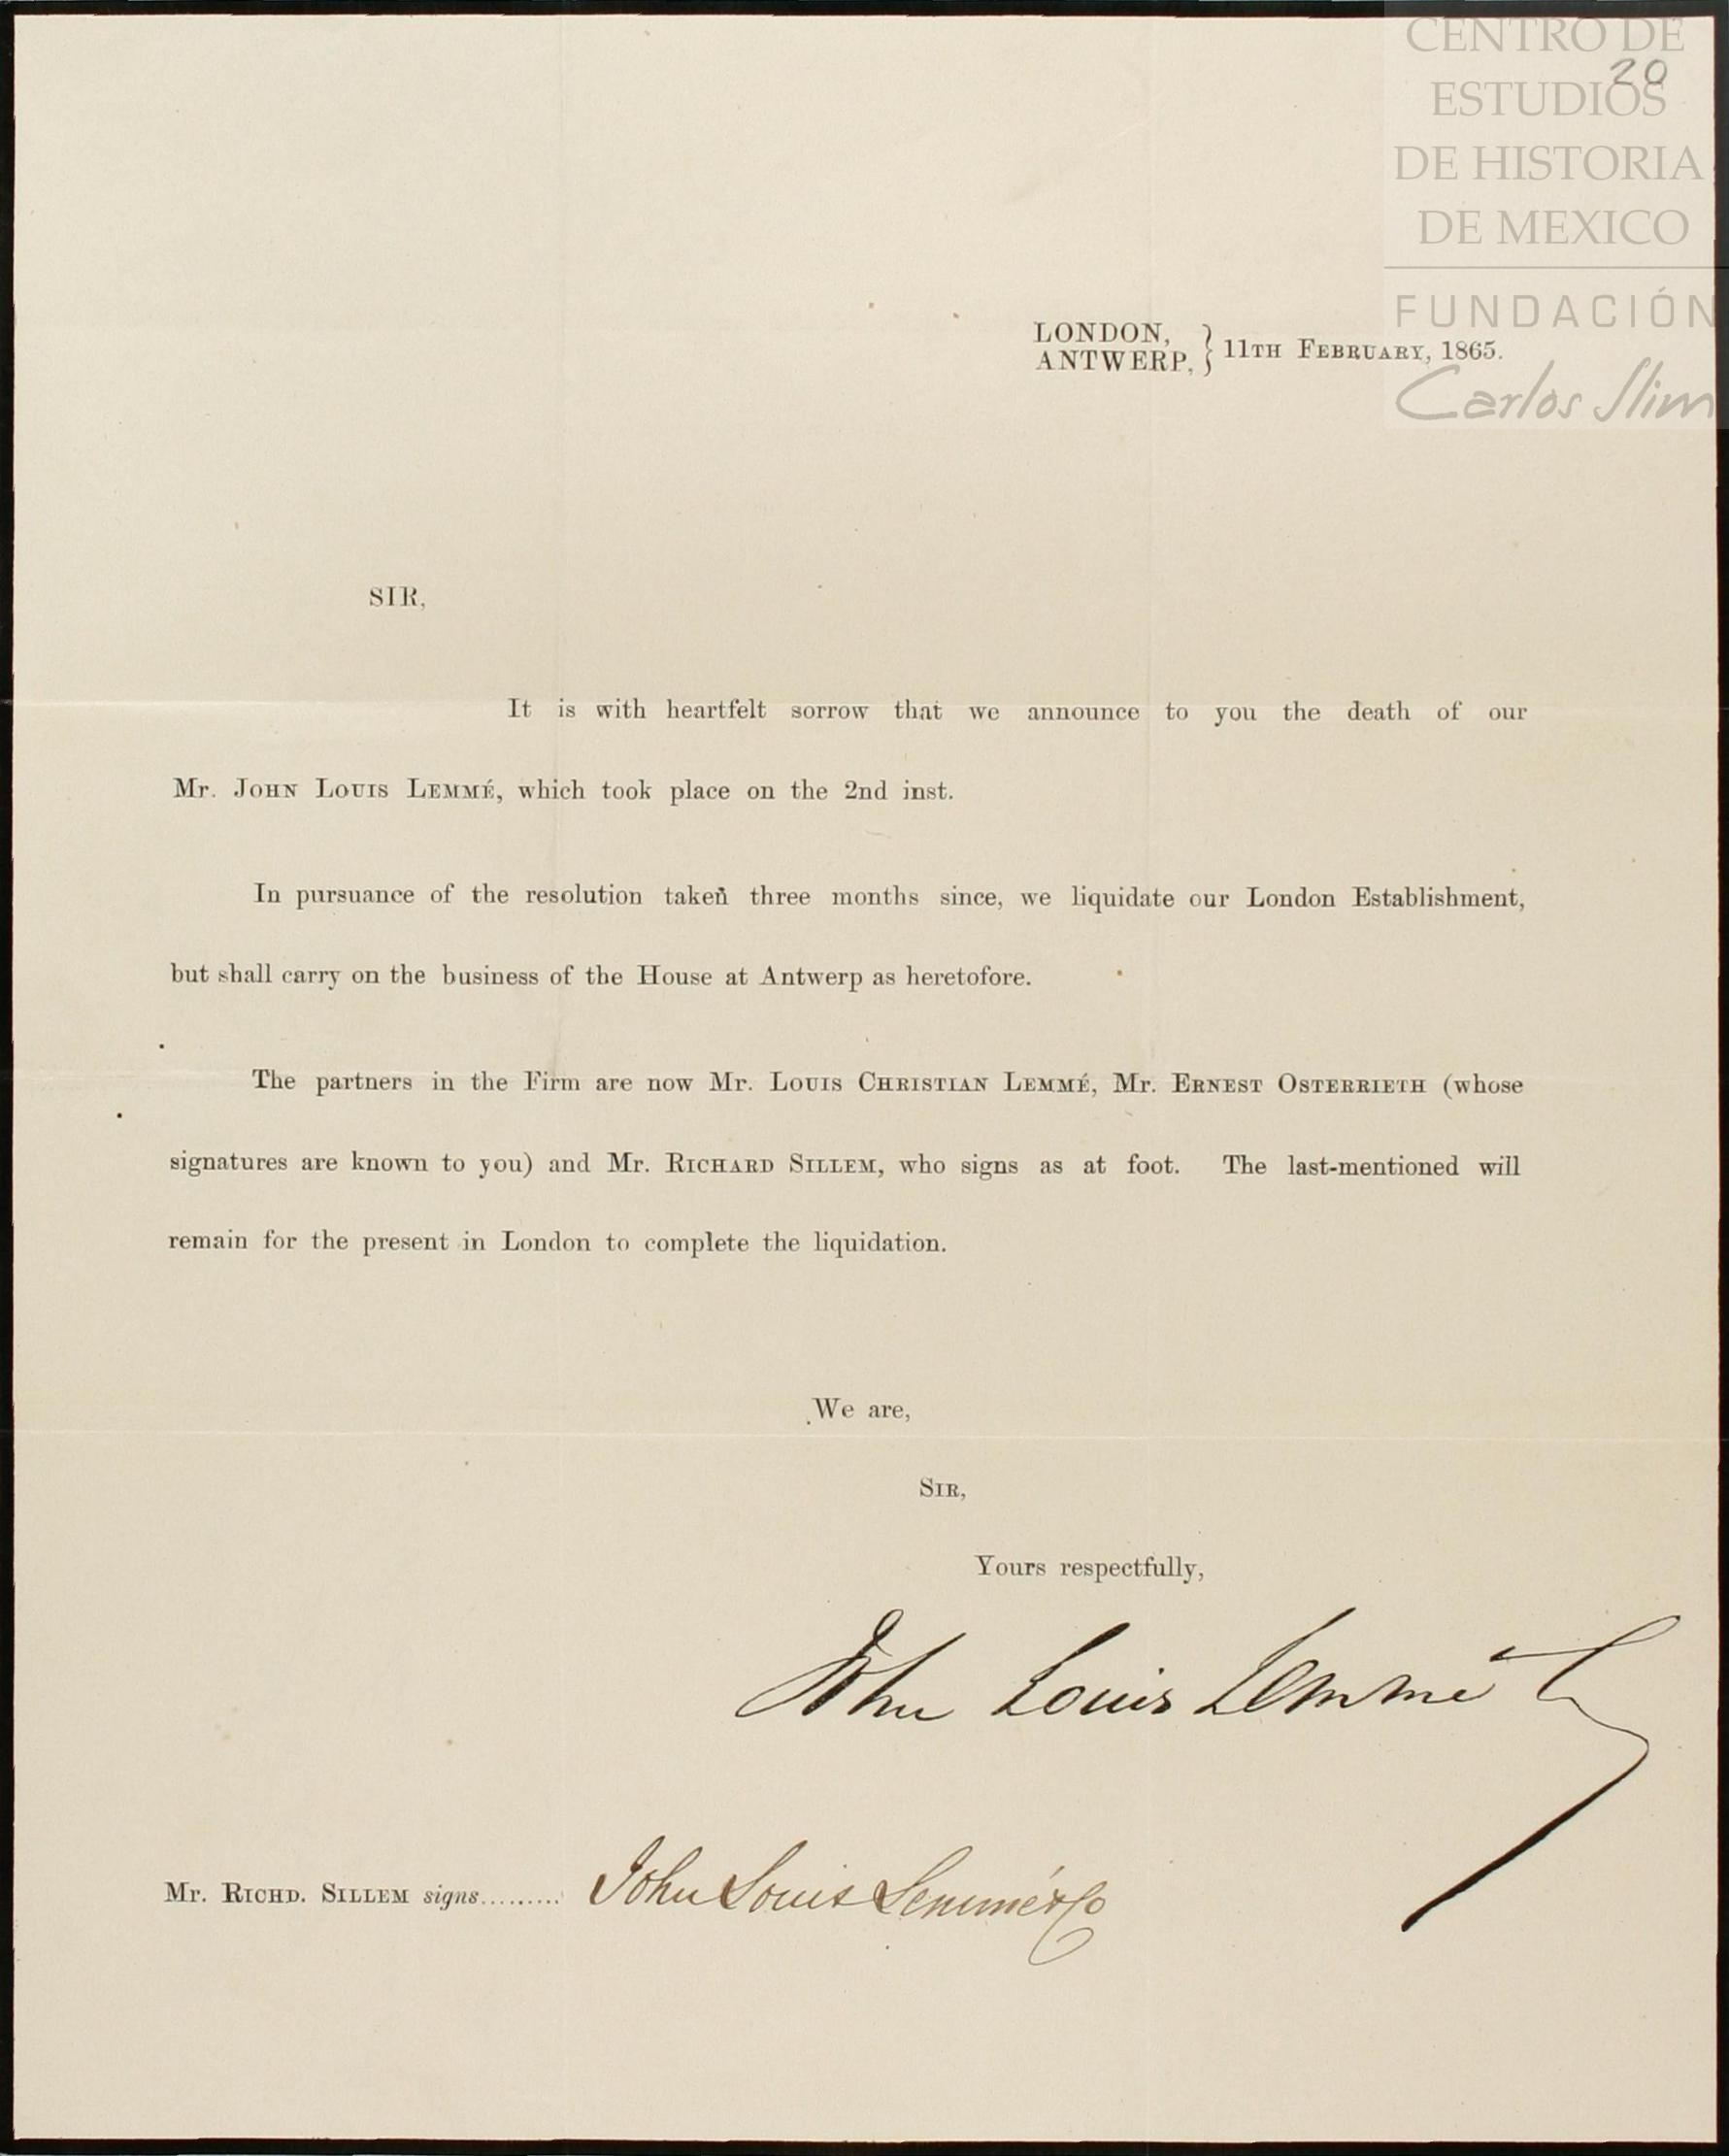 CENTRO DE
20
ESTUDIOS
DE HISTORIA
DE MEXICO
FUNDACIÓN
Carlos Slim
LONDON,
ANTWERP, } 11TH FEBRUARY, 1865.
SIR,
It is with heartfelt sorrow that we announce to you the death of our
Mr. JOHN LOUIS LEMMÉ, which took place on the 2nd inst.
In pursuance of the resolution taken three months since, we liquidate our London Establishment,
but shall carry on the business of the House at Antwerp as heretofore.
The partners in the Firm are now Mr. LOUIS CHRISTIAN LEMMÉ, Mr. ERNEST OSTERRIETH (whose
signatures are known to you) and Mr. RICHARD SILLEM, who signs as at foot. The last-mentioned will
remain for the present in London to complete the liquidation.
We are,
SIR,
Yours respectfully,
John Louis Lemmé
Mr. RICHD. SILLEM signs......... John Louis Lemmé & Co